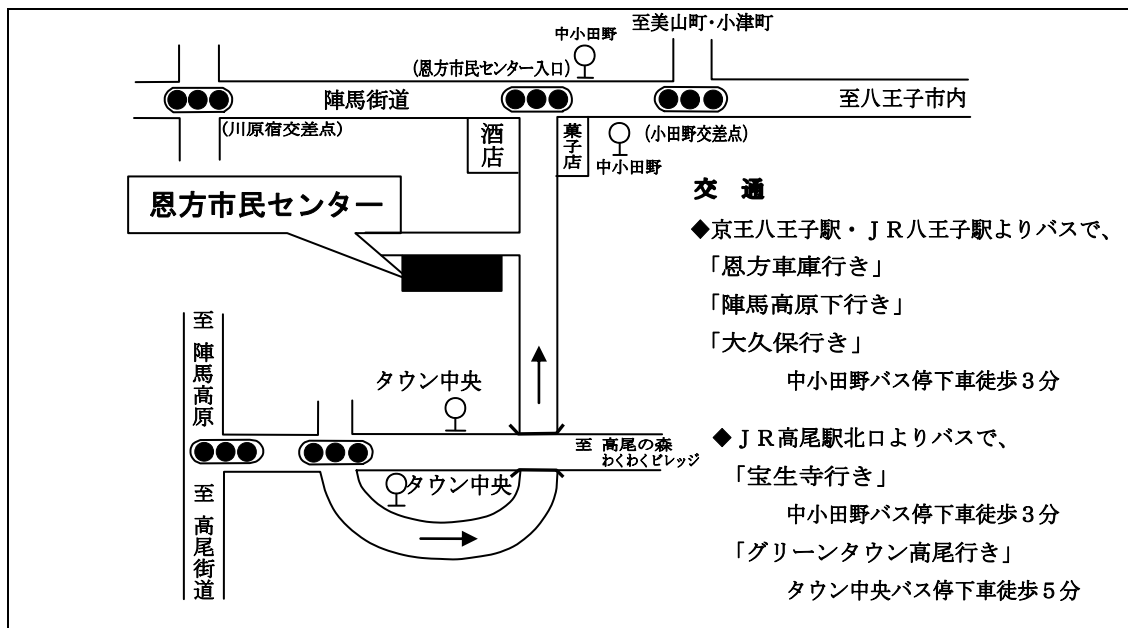 至美山町・小津町
中小田野
(恩方市民センター入口)
陣馬街道
至八王子市内
(川原宿交差点)
酒店
菓子店
(小田野交差点)
中小田野
恩方市民センター
交　通
◆京王八王子駅・ＪＲ八王子駅よりバスで、
「恩方車庫行き」
「陣馬高原下行き」
「大久保行き」
中小田野バス停下車徒歩３分
◆ＪＲ高尾駅北口よりバスで、
「宝生寺行き」
中小田野バス停下車徒歩３分
「グリーンタウン高尾行き」
タウン中央バス停下車徒歩５分
至　陣馬高原
タウン中央
至　高尾の森
わくわくビレッジ
タウン中央
至　高尾街道